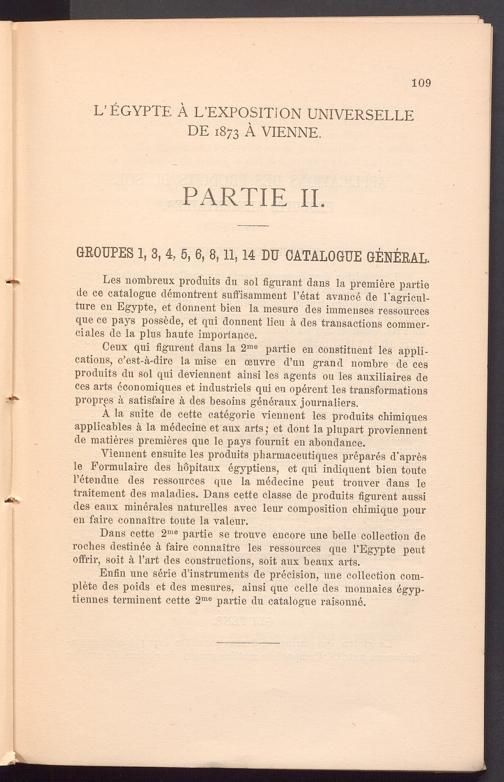 109
L'ÉGYPTE À L'EXPOSITION UNIVERSELLE
DE 1873 À VIENNE.
PARTIE II.
GROUPES 1, 3, 4, 5, 6, 8, 11, 14 DU CATALOGUE GÉNÉRAL.
Les nombreux produits du sol figurant dans la première partie
de ce catalogue démontrent suffisamment l'état avancé de l'agricul-
ture en Egypte, et donnent bien la mesure des immenses ressources
que ce pays possède, et qui donnent lieu à des transactions commer-
ciales de la plus haute importance.
Ceux qui figurent dans la 2me partie en constituent les appli-
cations, c'est-à-dire la mise en œuvre d'un grand nombre de ces
produits du sol qui deviennent ainsi les agents ou les auxiliaires de
ces arts économiques et industriels qui en opérent les transformations
propres à satisfaire à des besoins généraux journaliers.
À la suite de cette catégorie viennent les produits chimiques
applicables à la médecine et aux arts; et dont la plupart proviennent
de matières premières que le pays fournit en abondance.
Viennent ensuite les produits pharmaceutiques préparés d'après
le Formulaire des hôpitaux égyptiens, et qui indiquent bien toute
l'étendue des ressources que la médecine peut trouver dans le
traitement des maladies. Dans cette classe de produits figurent aussi
des eaux minérales naturelles avec leur composition chimique pour
en faire connaître toute la valeur.
Dans cette 2me partie se trouve encore une belle collection de
roches destinée à faire connaître les ressources que l'Egypte peut
offrir, soit à l'art des constructions, soit aux beaux arts.
Enfin une série d'instruments de précision, une collection com-
plète des poids et des mesures, ainsi que celle des monnaies égyp-
tiennes terminent cette 2me partie du catalogue raisonné.